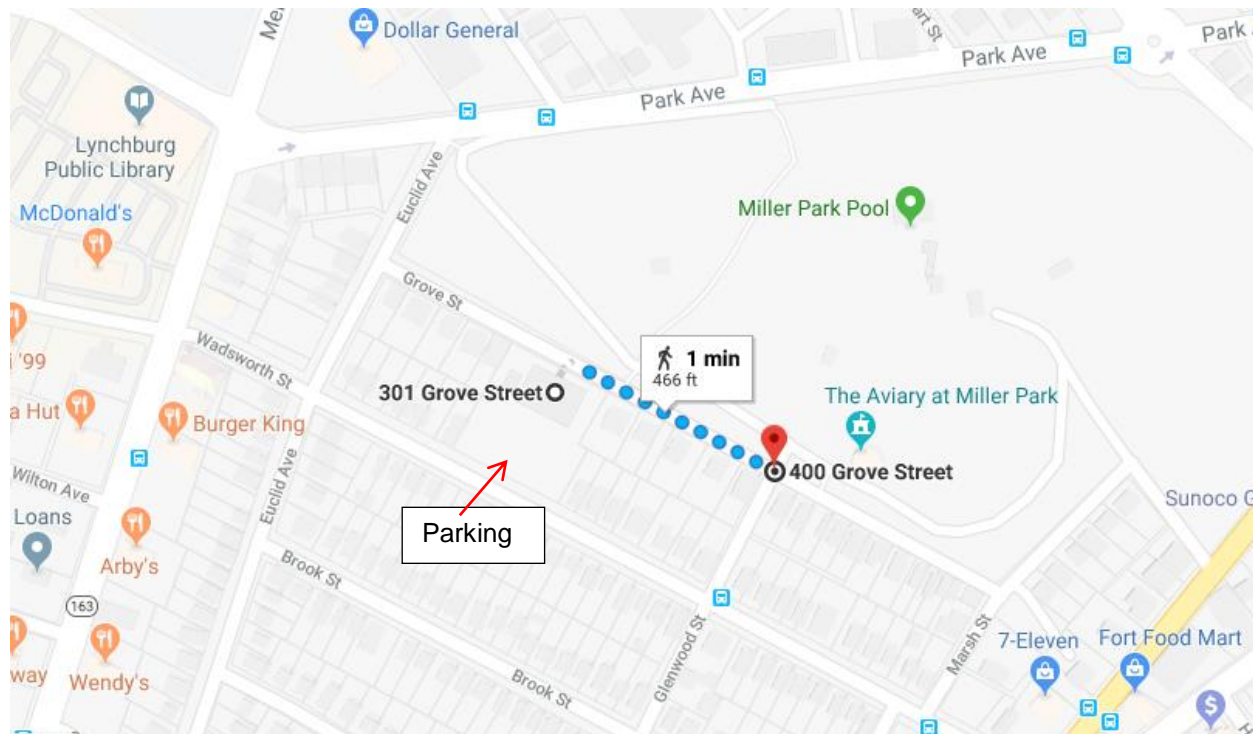 Me
art St
Park
Dollar General
Park Ave
Park Ave
Lynchburg
Public Library
Euclid Ave
McDonald's
Miller Park Pool
Grove St
1 min
466 ft
Wadsworth St
'99
301 Grove Street
The Aviary at Miller Park
a Hut
Burger King
400 Grove Street
Wilton Ave
Euclid Ave
Sunoco G
Loans
Parking
Arby's
Brook St
163
Glenwood St
Marsh St
7-Eleven
Fort Food Mart
way
Wendy's
Brook St
$